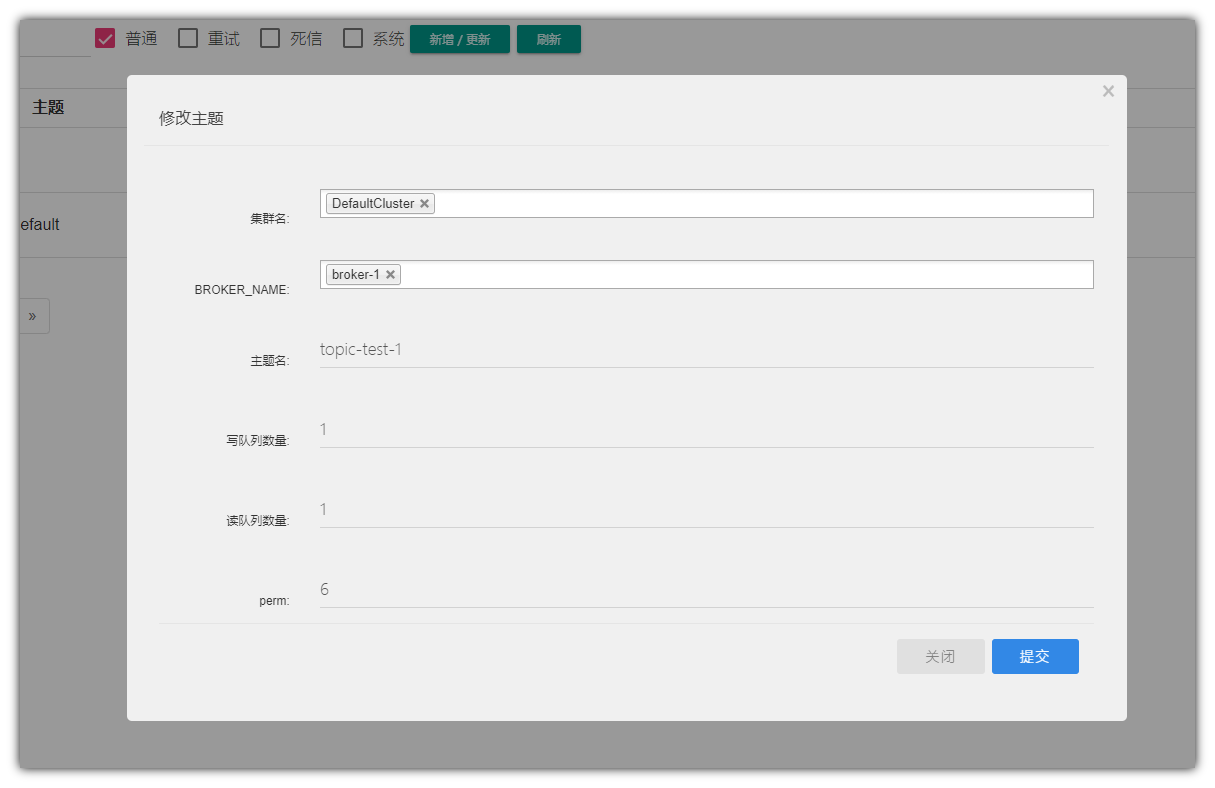 普通 重试 死信 系统 新增 / 更新 刷新
×
修改主题
主题
集群名: DefaultCluster ×
efault
BROKER_NAME: broker-1 ×
»
主题名: topic-test-1
写队列数量: 1
读队列数量: 1
perm: 6
关闭 提交